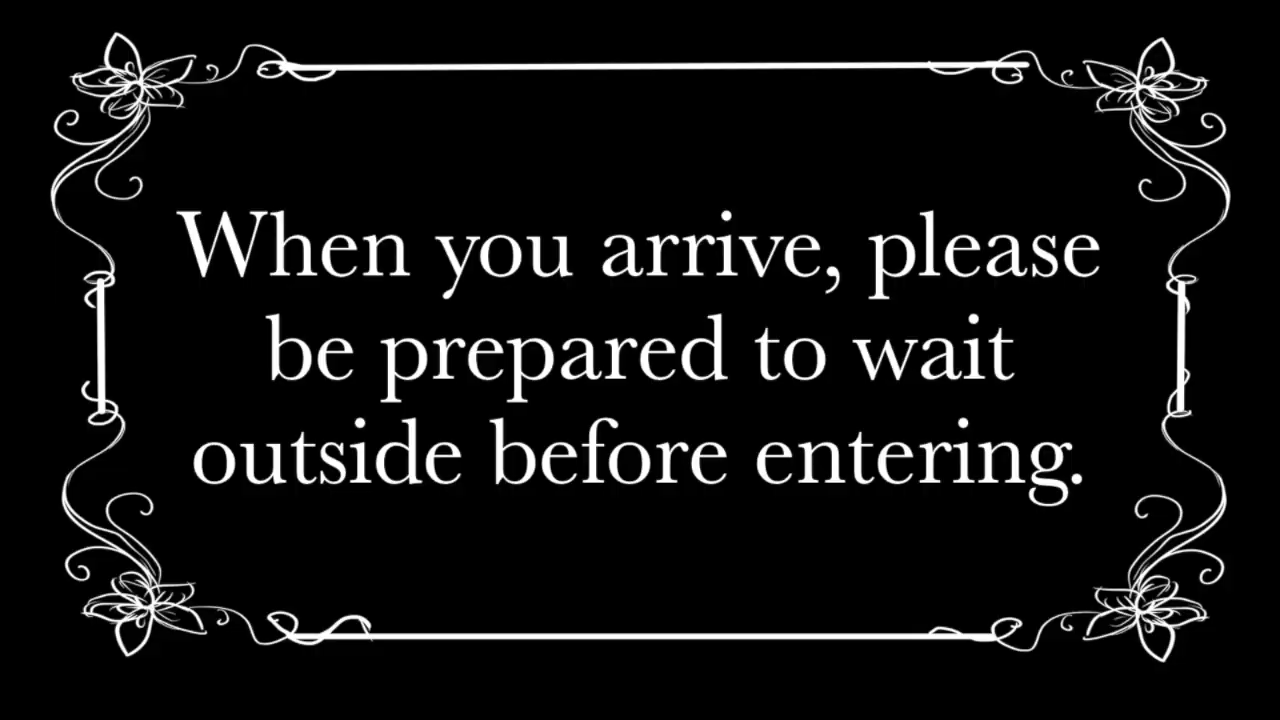 When you arrive, please
be prepared to wait
outside before entering.